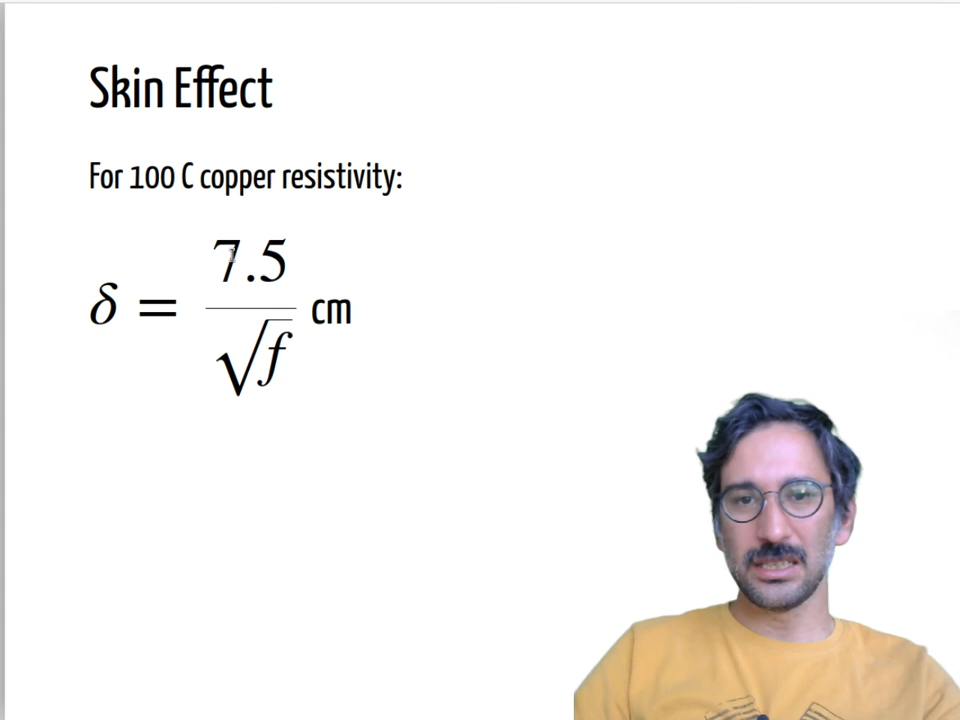 Skin Effect
For 100 C copper resistivity:
δ = 7.5 / √f cm